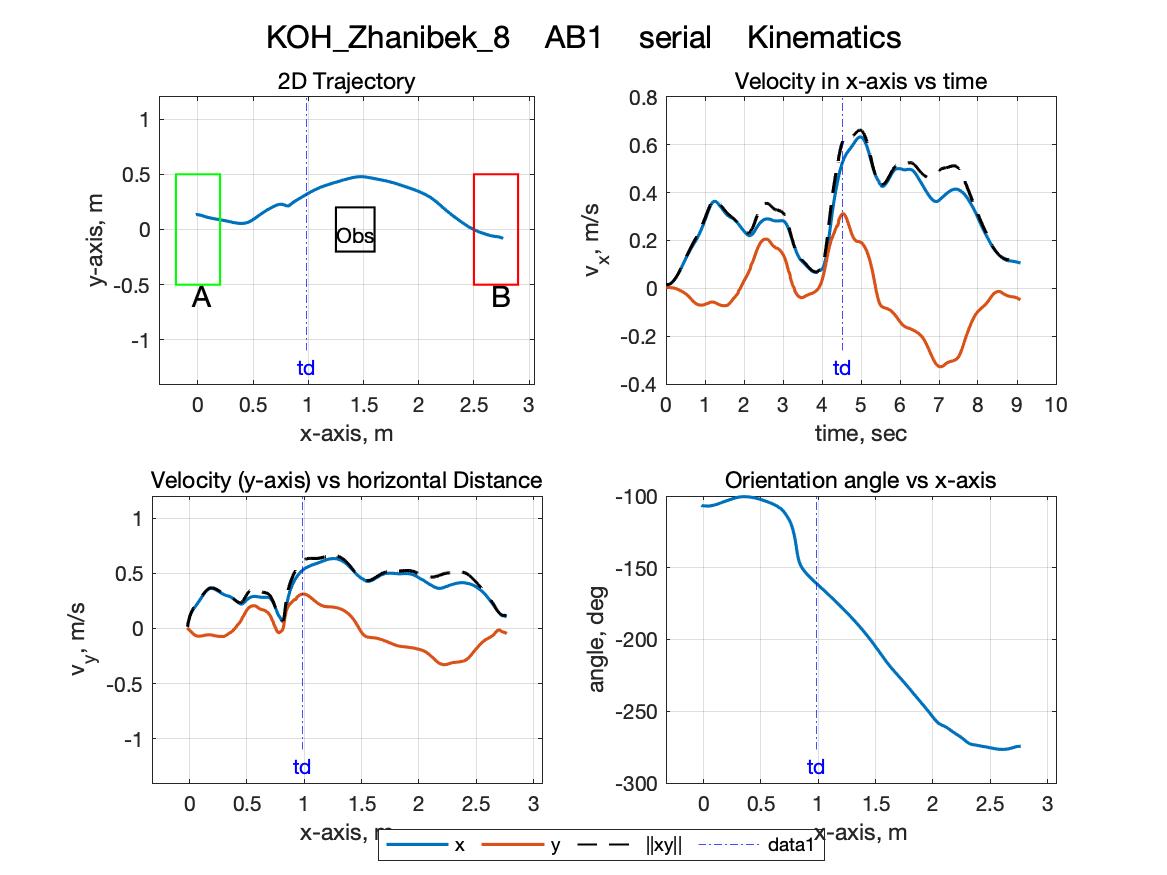 KOH_Zhanibek_8 AB1 serial Kinematics
2D Trajectory
1
0.5
0
-0.5
-1
y-axis, m
A
Obs
B
td
0 0.5 1 1.5 2 2.5 3
x-axis, m
Velocity in x-axis vs time
0.8
0.6
0.4
0.2
0
-0.2
-0.4
v_x, m/s
td
0 1 2 3 4 5 6 7 8 9 10
time, sec
Velocity (y-axis) vs horizontal Distance
1
0.5
0
-0.5
-1
v_y, m/s
td
0 0.5 1 1.5 2 2.5 3
x-axis, m
Orientation angle vs x-axis
-100
-150
-200
-250
-300
angle, deg
td
0 0.5 1 1.5 2 2.5 3
x-axis, m
x y ||xy|| data1